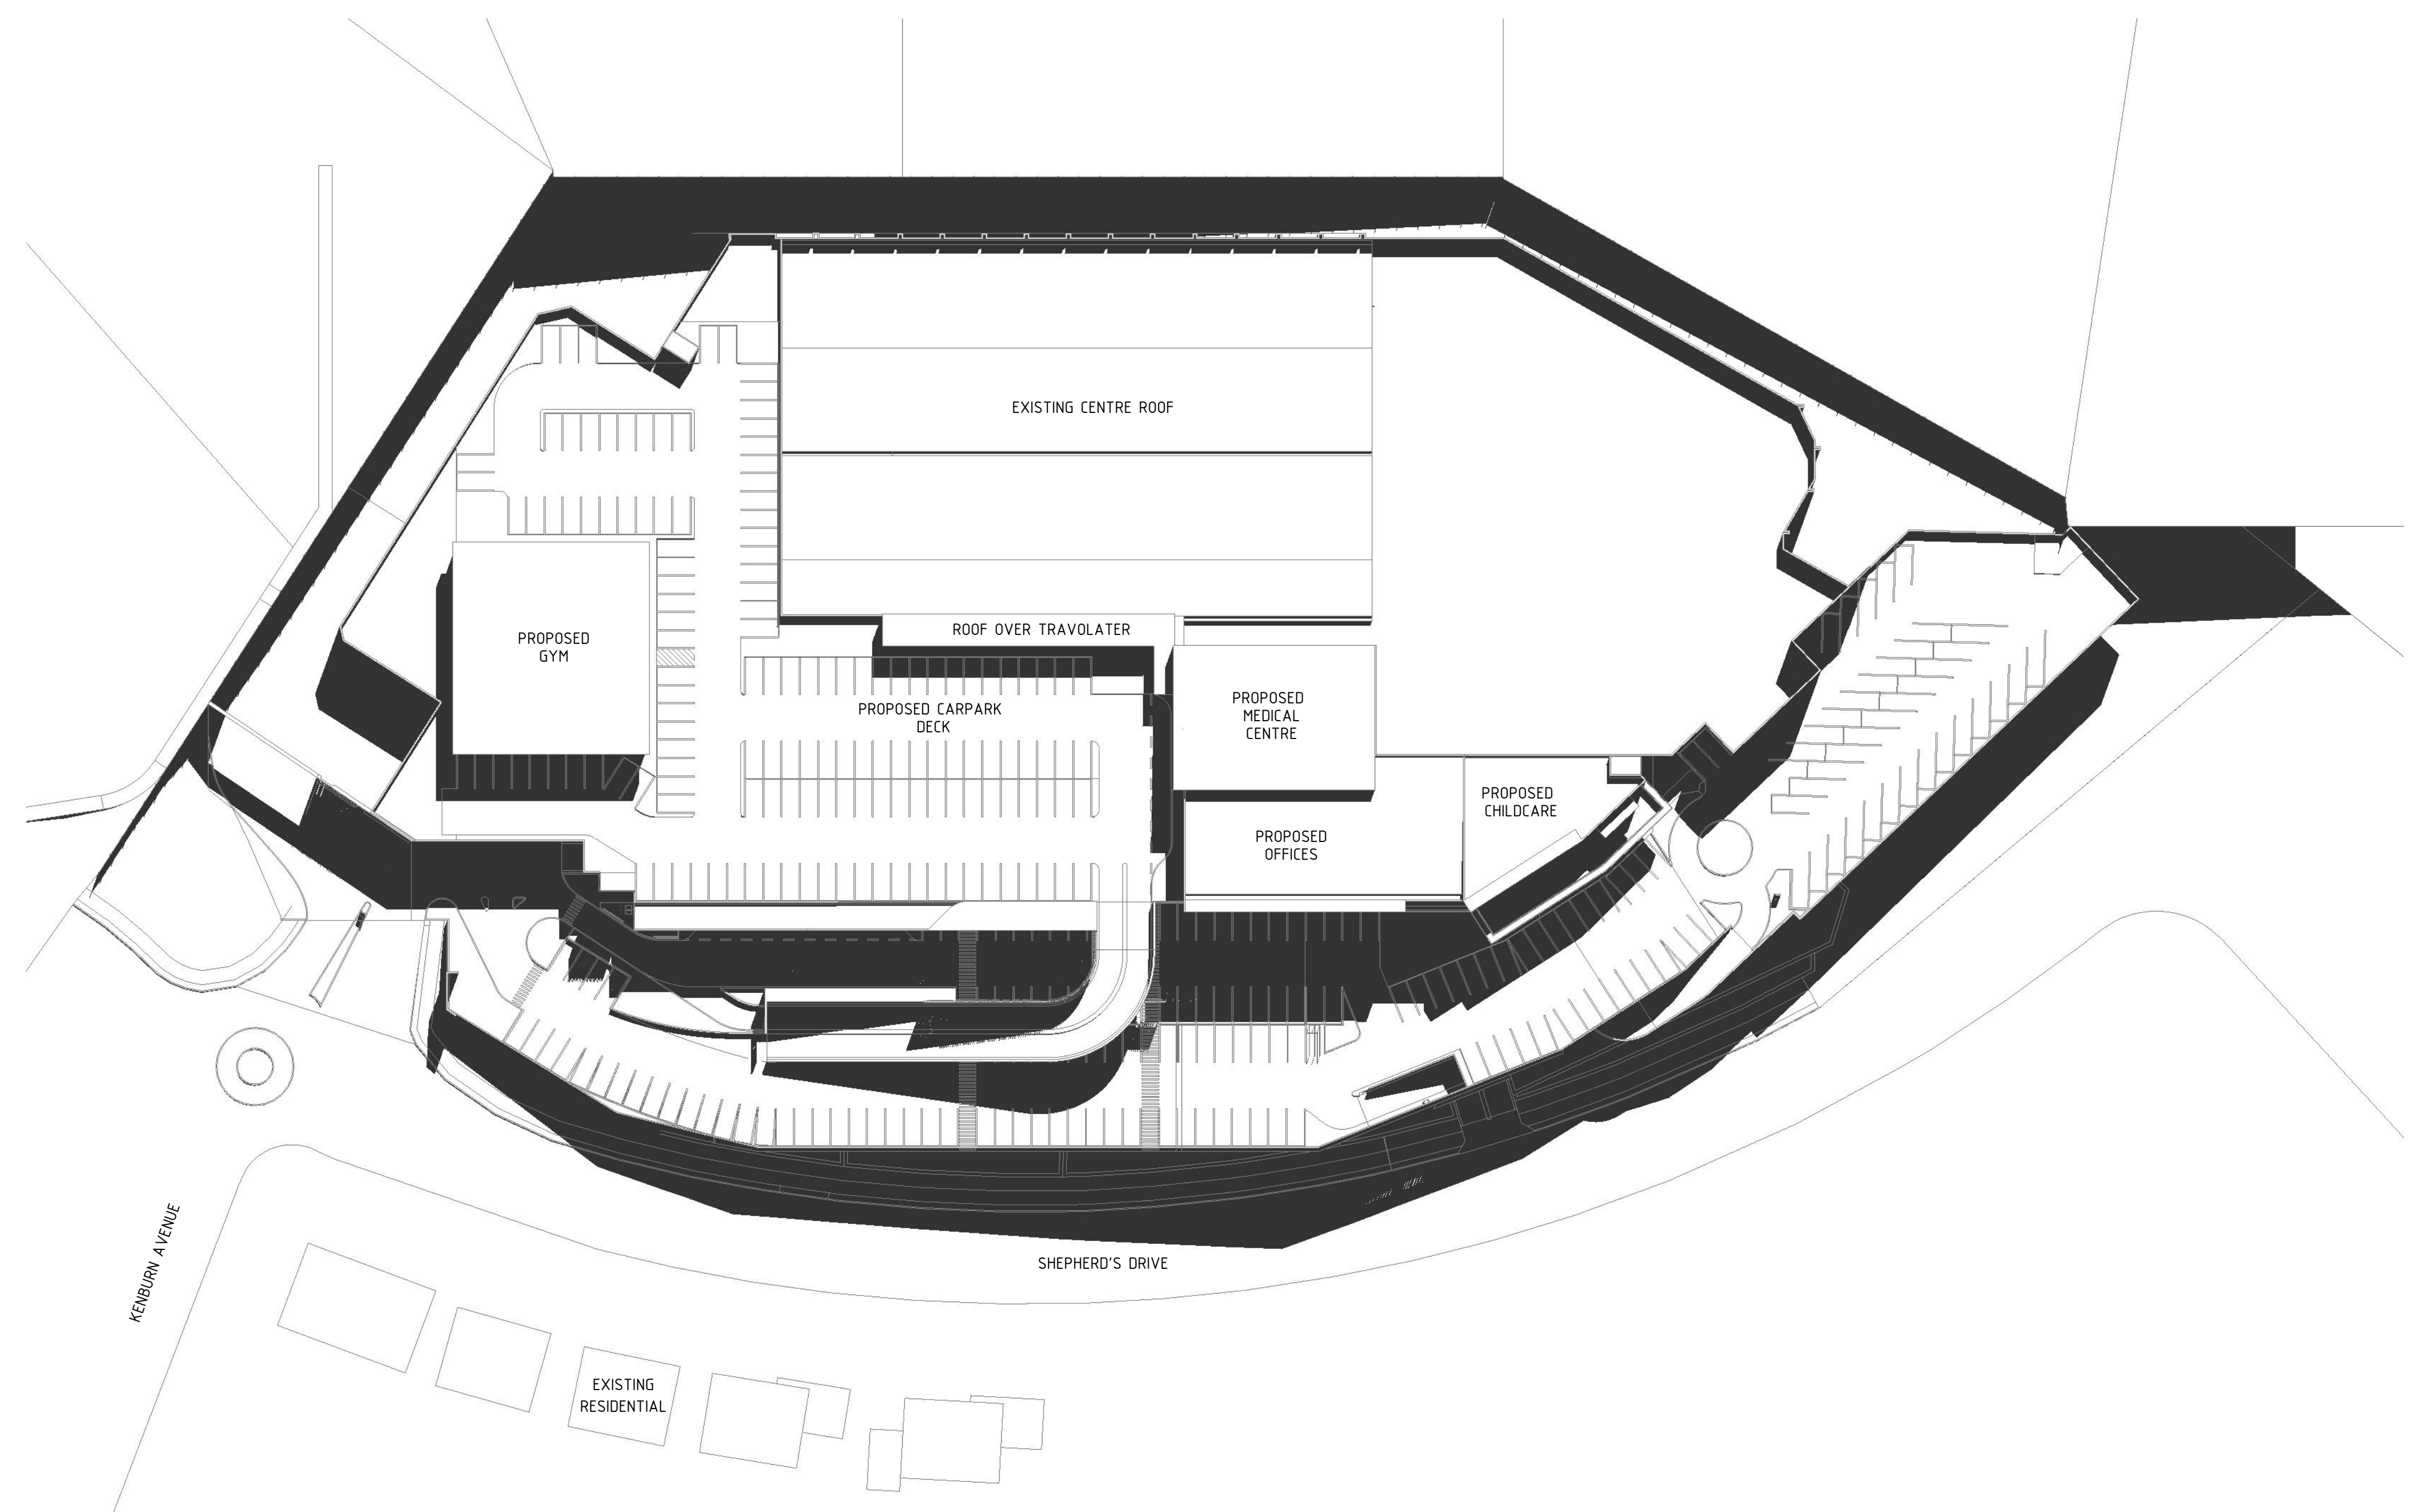 EXISTING CENTRE ROOF
ROOF OVER TRAVOLATER
PROPOSED
GYM
PROPOSED CARPARK
DECK
PROPOSED
MEDICAL
CENTRE
PROPOSED
CHILDCARE
PROPOSED
OFFICES
KENBURN AVENUE
SHEPHERD'S DRIVE
EXISTING
RESIDENTIAL